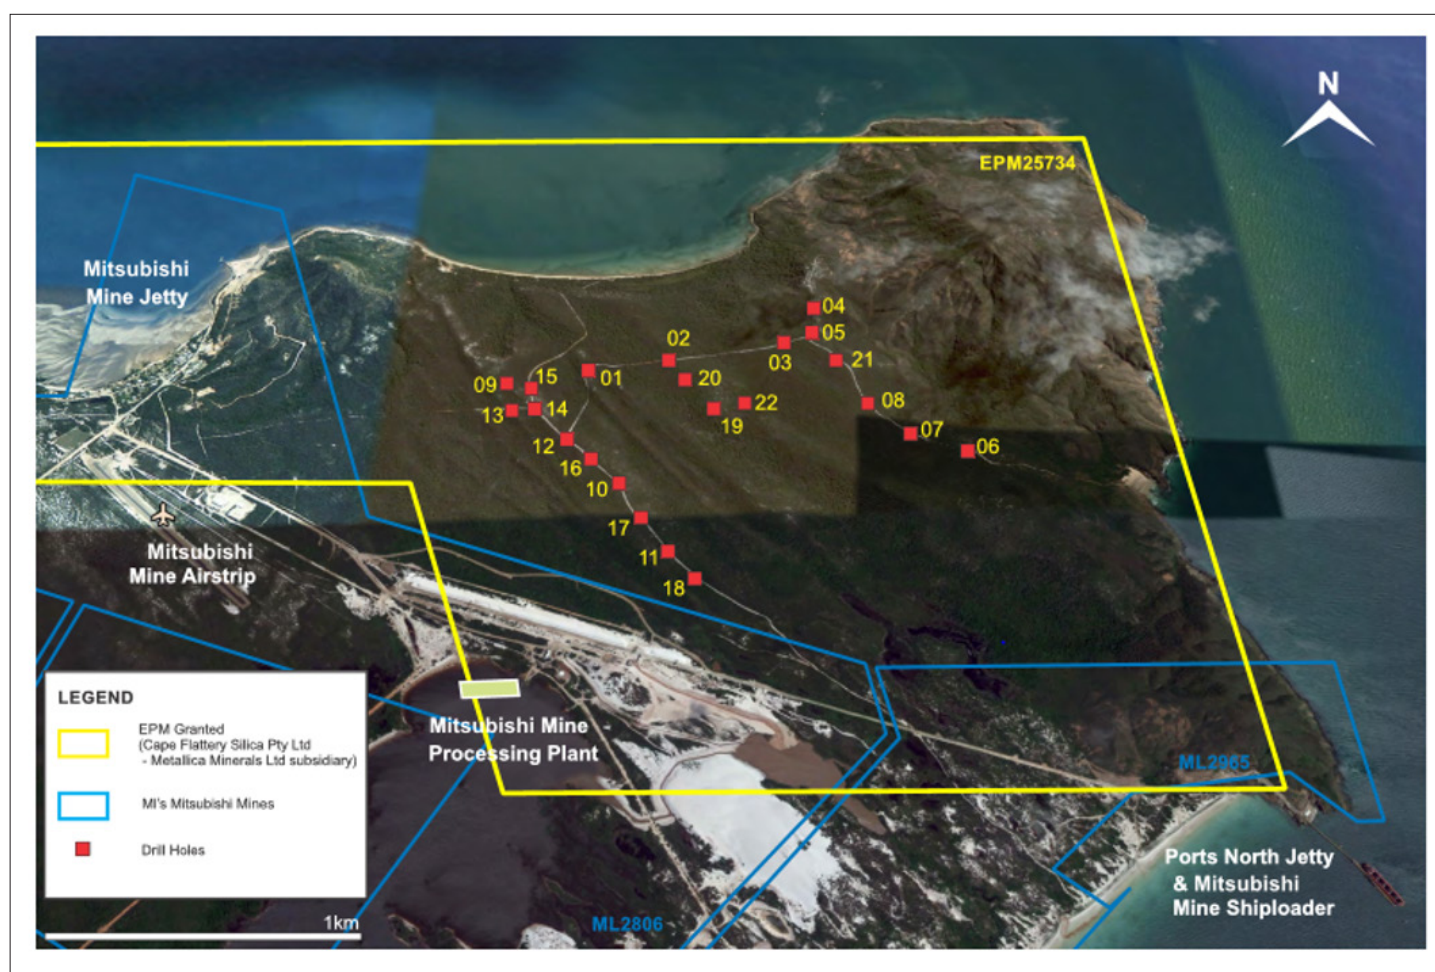 N
EPM25734
Mitsubishi
Mine Jetty
04
05
02
03
21
01
20
15
09
22
08
14
13
19
07
12
06
16
10
17
11
18
Mitsubishi
Mine Airstrip
LEGEND
EPM Granted
(Cape Flattery Silica Pty Ltd
- Metallica Minerals Ltd subsidiary)
Ml's Mitsubishi Mines
Drill Holes
1km
Mitsubishi Mine
Processing Plant
ML2965
Ports North Jetty
& Mitsubishi
Mine Shiploader
ML2806